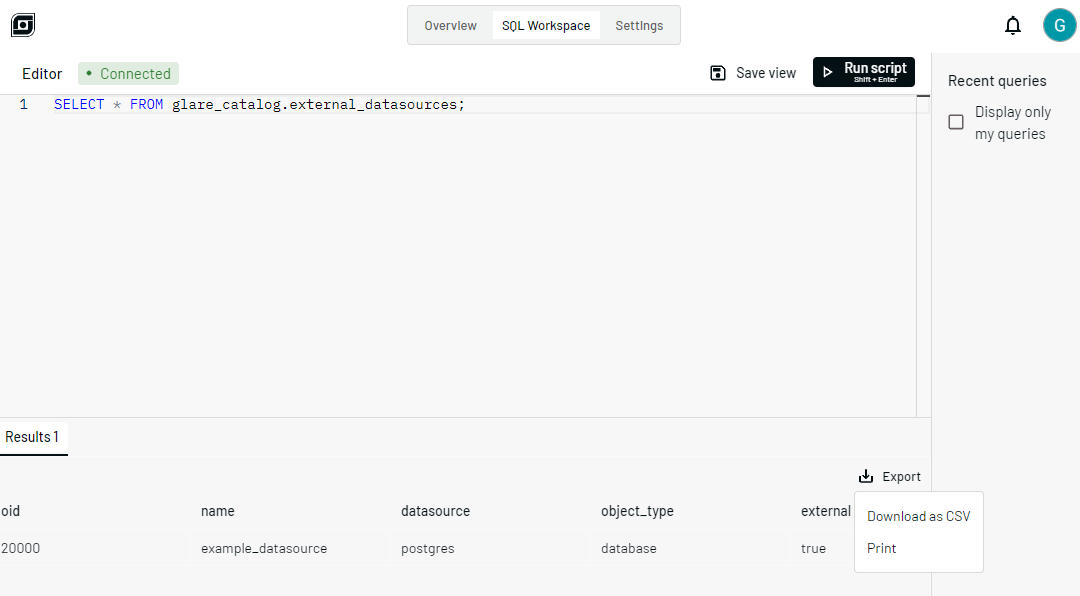 Overview SQL Workspace Settings
G
Editor • Connected Save view Run script
Shift + Enter
Recent queries
Display only
my queries
1 SELECT * FROM glare_catalog.external_datasources;
Results 1
Export
Download as CSV
Print
oid name datasource object_type external
20000 example_datasource postgres database true